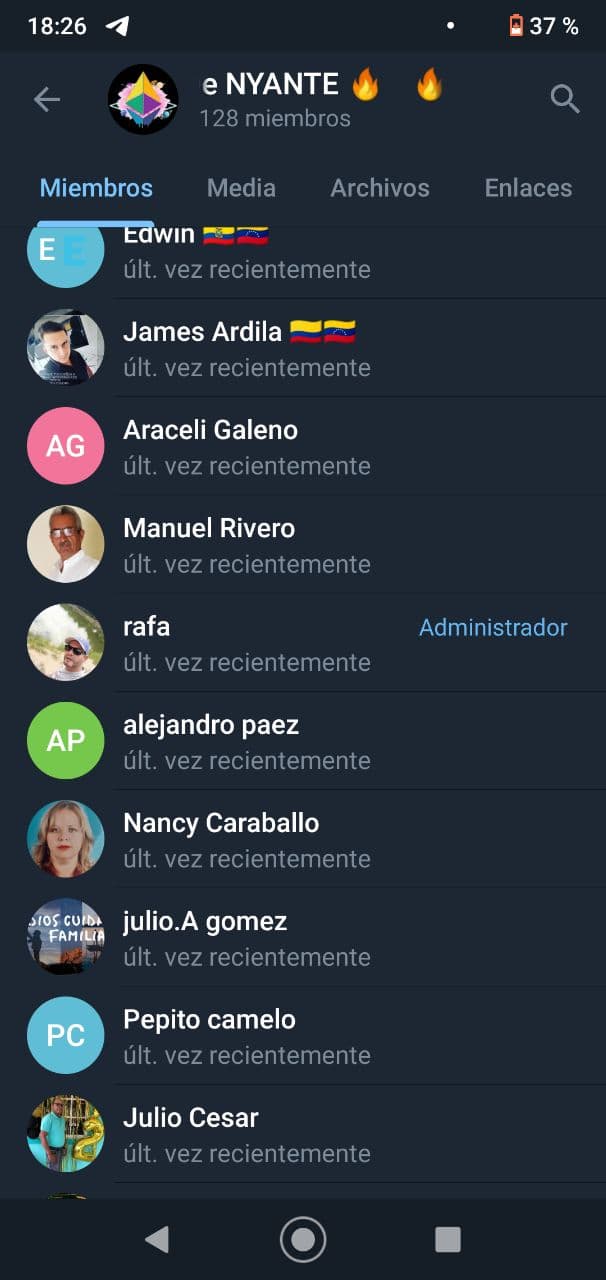 18:26
37 %
e NYANTE 🔥 🔥
128 miembros
Miembros Media Archivos Enlaces
E E
Edwin 🇪🇨🇻🇪
últ. vez recientemente
James Ardila 🇨🇴🇻🇪
últ. vez recientemente
AG
Araceli Galeno
últ. vez recientemente
Manuel Rivero
últ. vez recientemente
rafa
Administrador
últ. vez recientemente
AP
alejandro paez
últ. vez recientemente
Nancy Caraballo
últ. vez recientemente
DIOS CUIDA
FAMILIA
julio.A gomez
últ. vez recientemente
PC
Pepito camelo
últ. vez recientemente
2
Julio Cesar
últ. vez recientemente